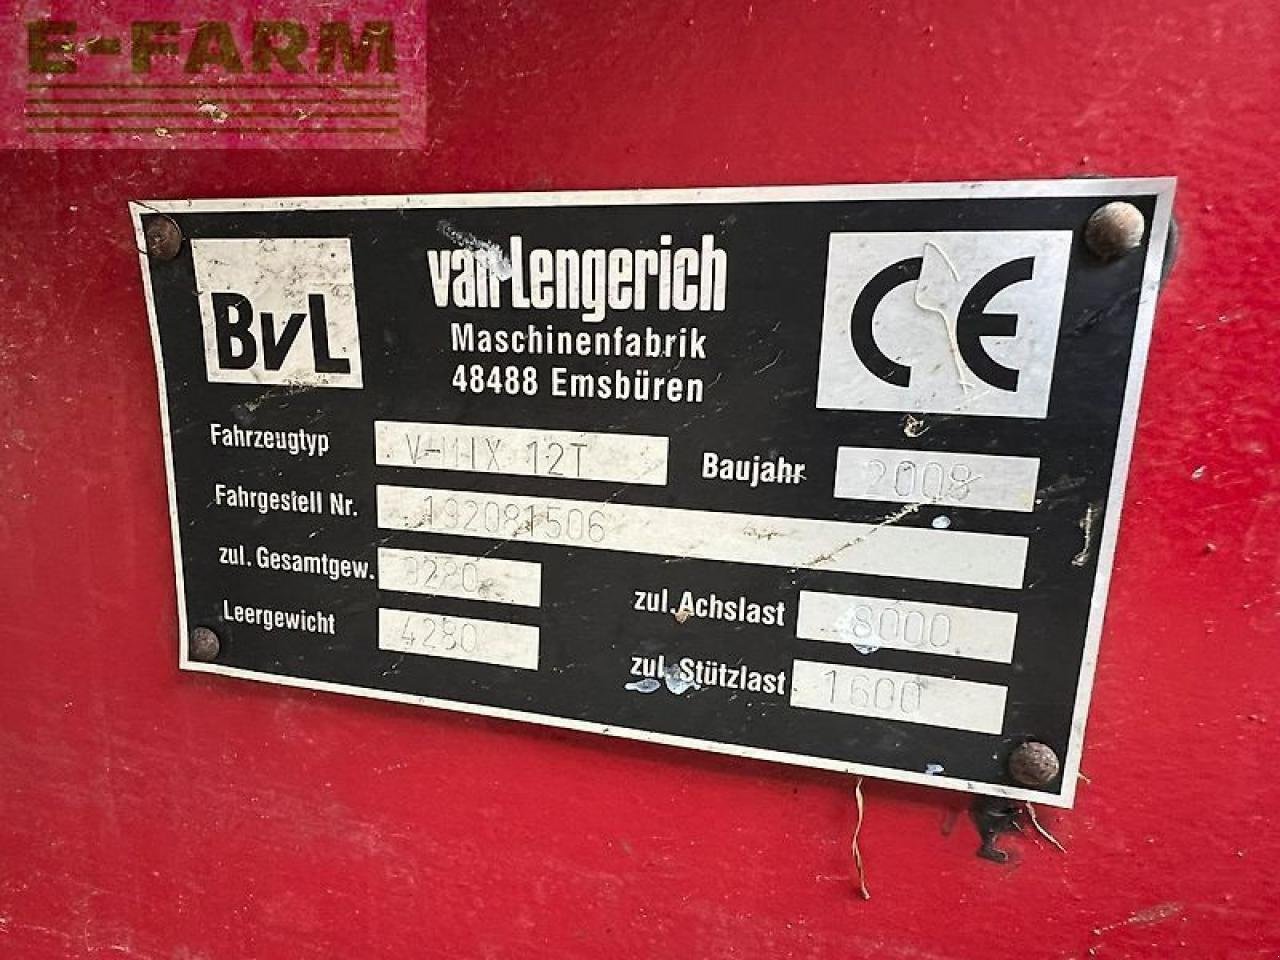 E-FARM
BvL
van Lengerich
Maschinenfabrik
48488 Emsbüren
CE
Fahrzeugtyp V-MIX 12T
Baujahr 2008
Fahrgestell Nr. 192081506
zul. Gesamtgew. 9280
Leergewicht 4280
zul. Achslast 8000
zul. Stützlast 1600